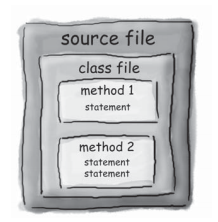 source file
class file
method 1
statement
method 2
statement
statement